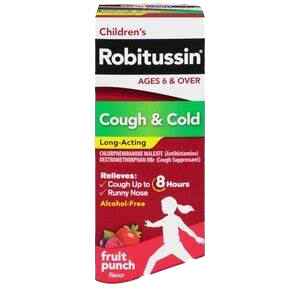 Children's
Robitussin®
AGES 6 & OVER
Cough & Cold
Long-Acting
CHLORPHENIRAMINE MALEATE (Antihistamine)
DEXTROMETHORPHAN HBr (Cough Suppressant)
Relieves:
✓ Cough Up to 8 Hours
✓ Runny Nose
Alcohol-Free
fruit
punch
flavor